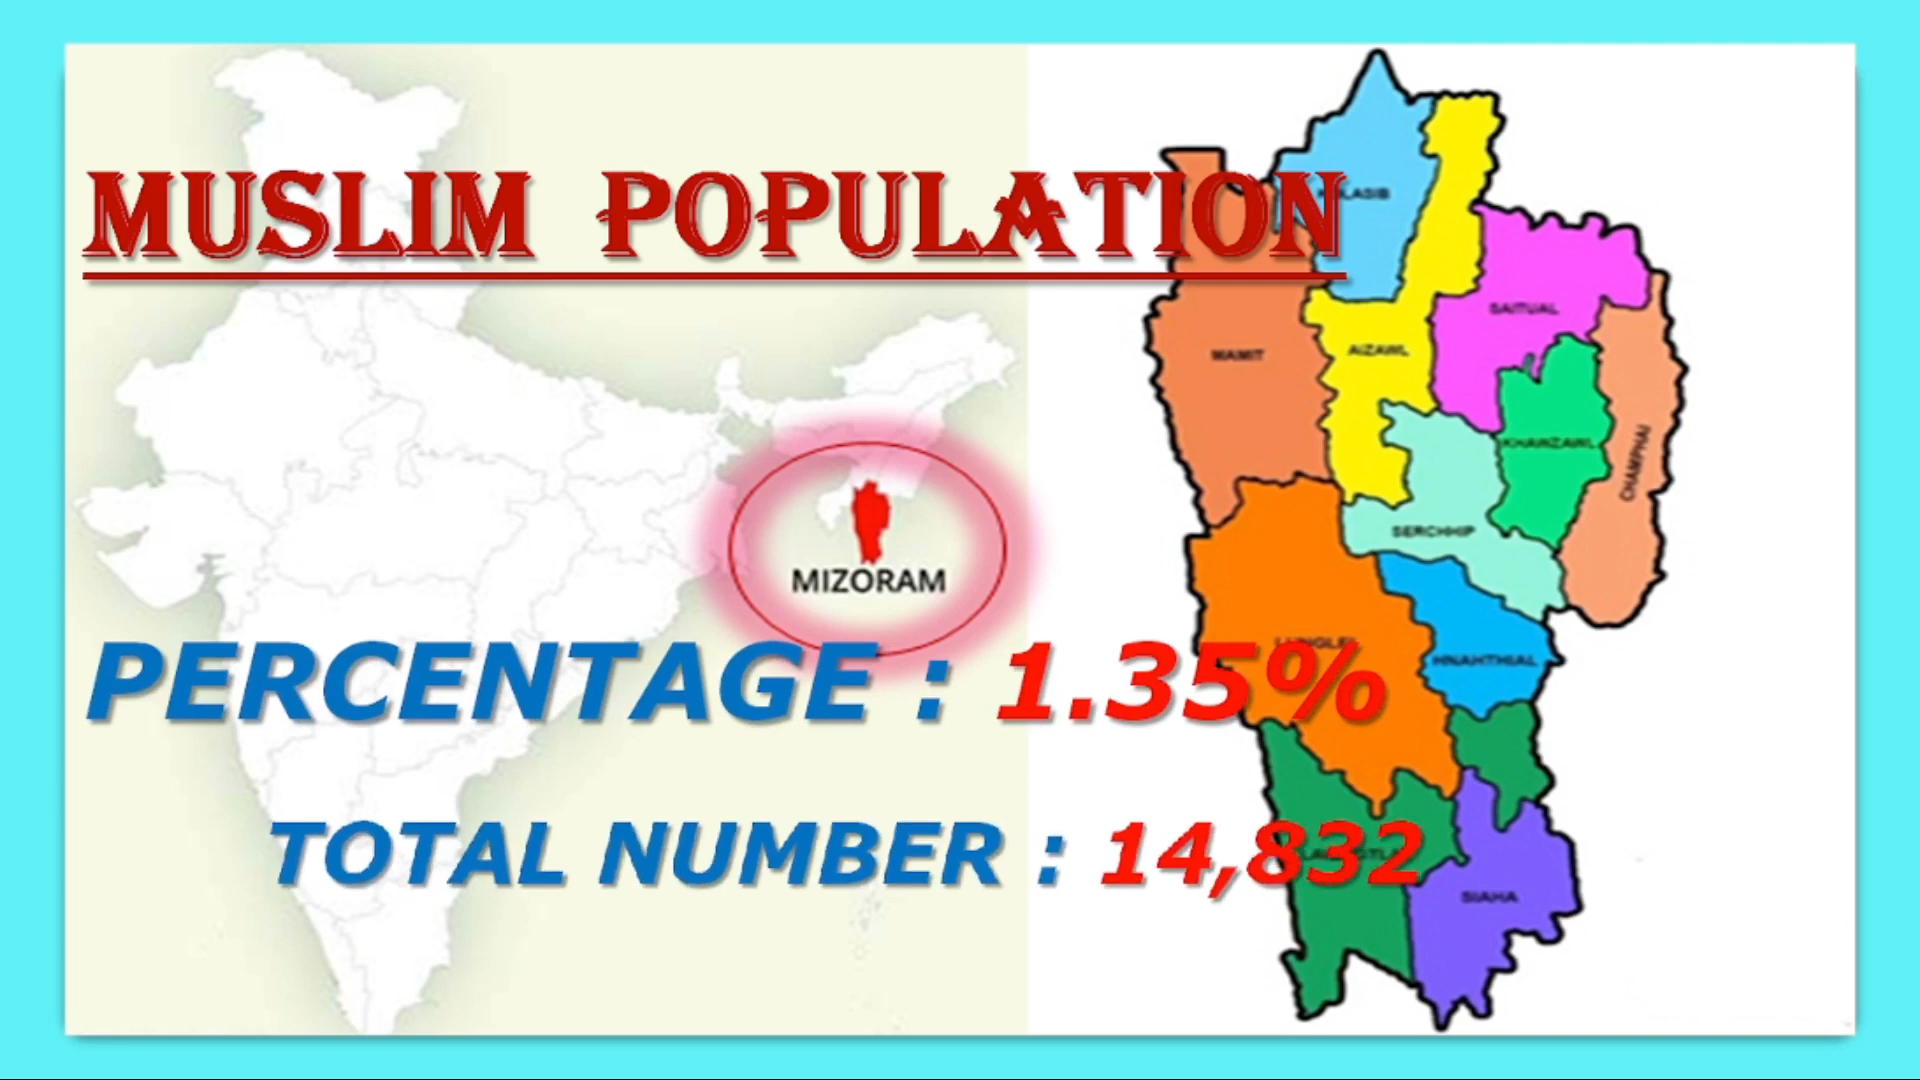 MUSLIM POPULATION
MAMIT
AIZAWL
SAITUAL
KHAWZAWL
CHAMPHAI
SERCHHIP
MIZORAM
HNAHTHIAL
PERCENTAGE : 1.35%
TOTAL NUMBER : 14,832
SIAHA